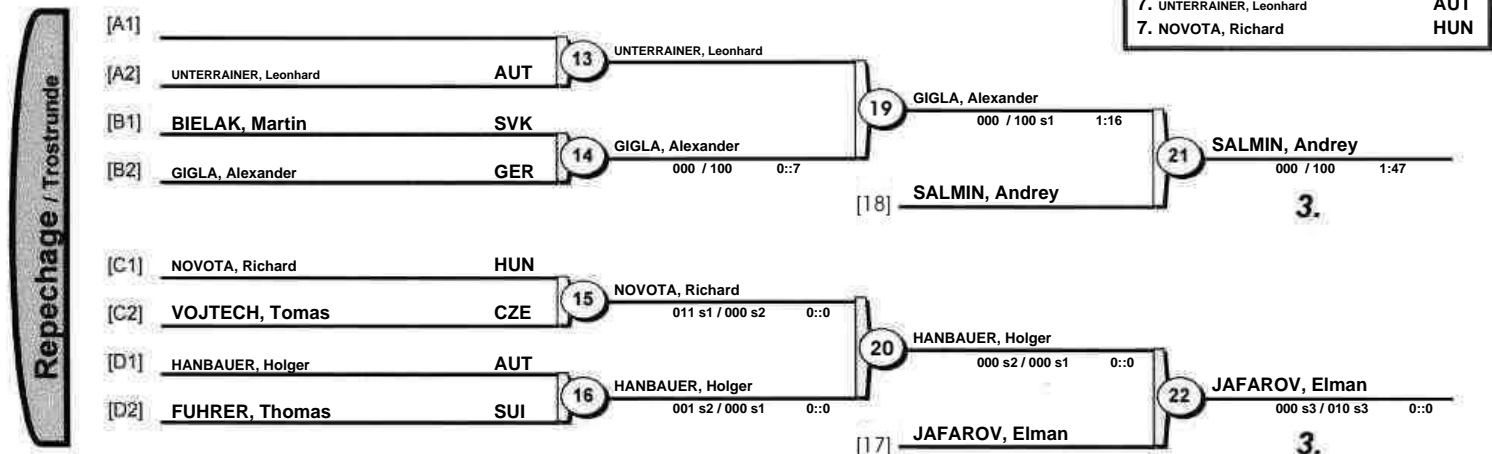 7. UNTERRAINER, Leonhard AUT
7. NOVOTA, Richard HUN
Repechage / Trostrunde
[A1]
[A2] UNTERRAINER, Leonhard AUT
13 UNTERRAINER, Leonhard
[B1] BIELAK, Martin SVK
[B2] GIGLA, Alexander GER
14 GIGLA, Alexander
000 / 100 0::7
19 GIGLA, Alexander
000 / 100 s1 1:16
[18] SALMIN, Andrey
21 SALMIN, Andrey
000 / 100 1:47
3.
[C1] NOVOTA, Richard HUN
[C2] VOJTECH, Tomas CZE
15 NOVOTA, Richard
011 s1 / 000 s2 0::0
[D1] HANBAUER, Holger AUT
[D2] FUHRER, Thomas SUI
16 HANBAUER, Holger
001 s2 / 000 s1 0::0
20 HANBAUER, Holger
000 s2 / 000 s1 0::0
[17] JAFAROV, Elman
22 JAFAROV, Elman
000 s3 / 010 s3 0::0
3.